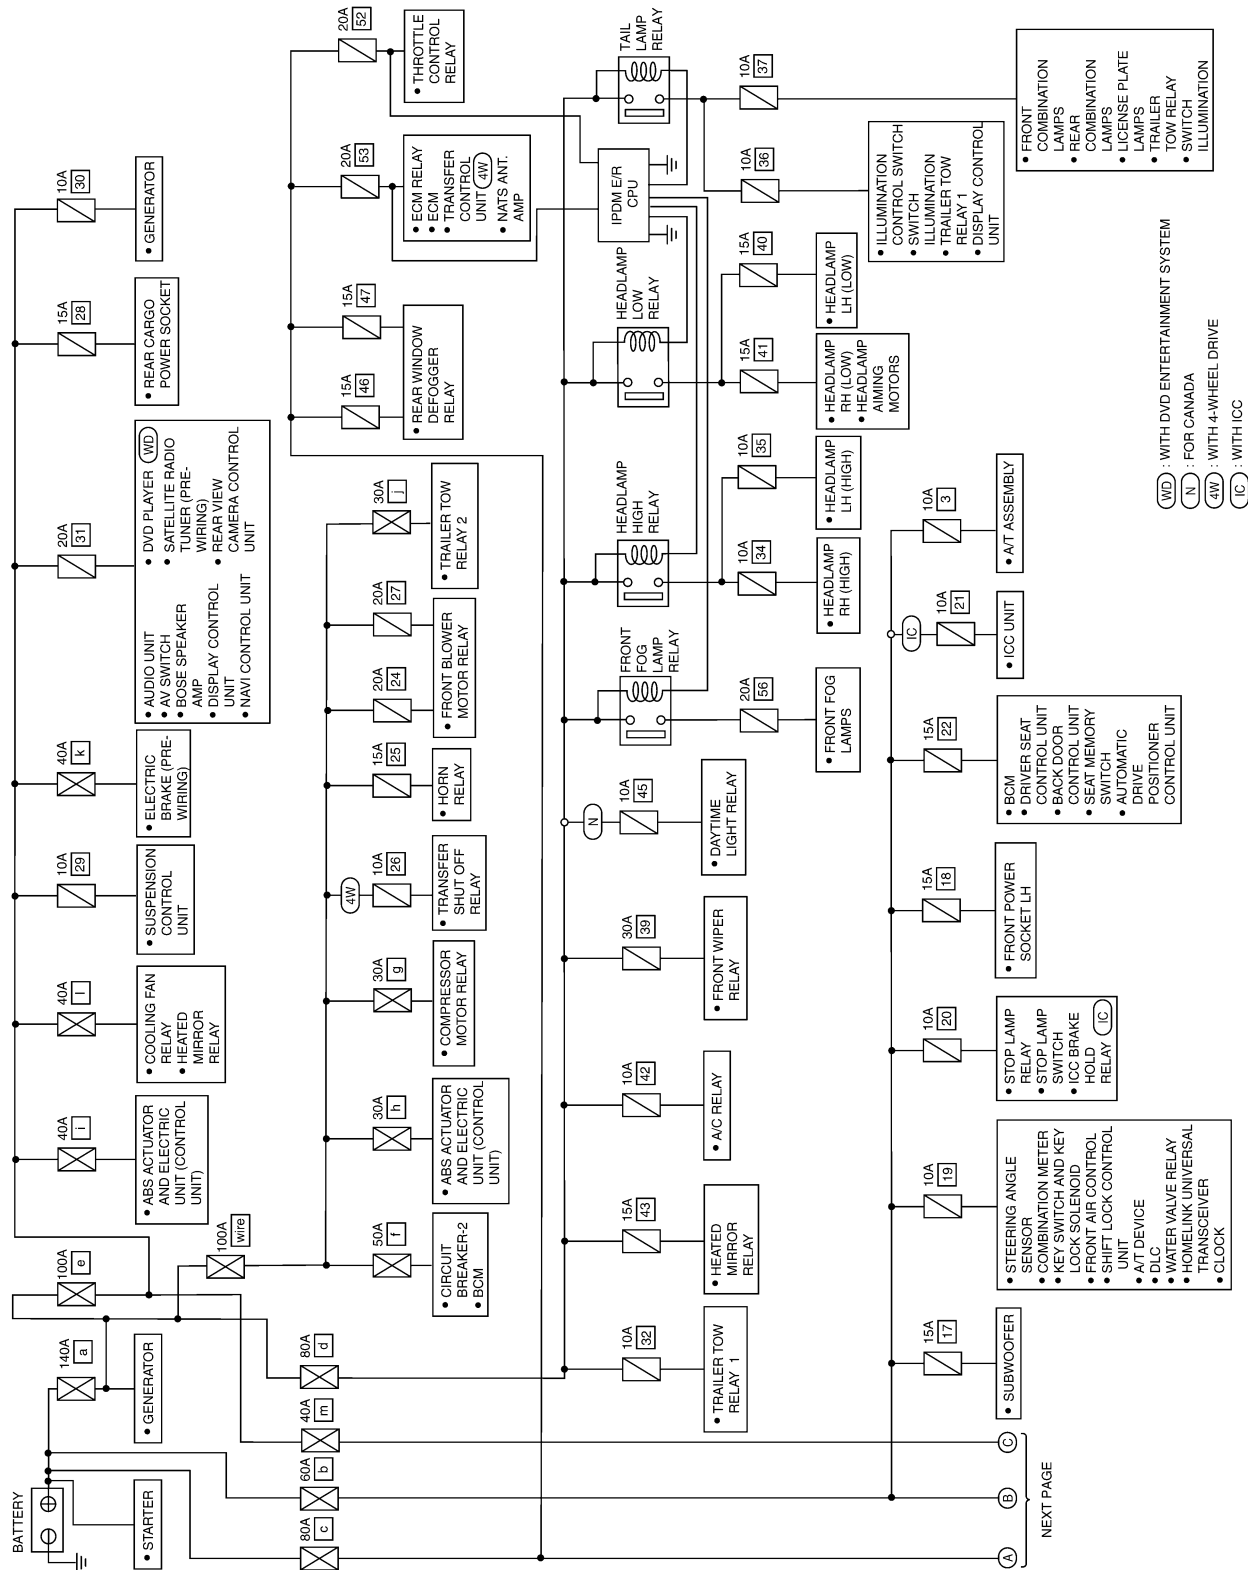 BATTERY
• STARTER
140A
a
• GENERATOR
100A
e
40A
i
• ABS ACTUATOR
AND ELECTRIC
UNIT (CONTROL
UNIT)
40A
l
• COOLING FAN
RELAY
• HEATED
MIRROR
RELAY
10A
29
• SUSPENSION
CONTROL
UNIT
40A
k
• ELECTRIC
BRAKE (PRE-
WIRING)
20A
31
• AUDIO UNIT
• AV SWITCH
• BOSE SPEAKER
AMP
• DISPLAY CONTROL
UNIT
• NAVI CONTROL UNIT
• DVD PLAYER WD
• SATELLITE RADIO
TUNER (PRE-
WIRING)
• REAR VIEW
CAMERA CONTROL
UNIT
15A
28
• REAR CARGO
POWER SOCKET
10A
30
• GENERATOR
100A
wire
50A
f
• CIRCUIT
BREAKER-2
• BCM
30A
h
• ABS ACTUATOR
AND ELECTRIC
UNIT (CONTROL
UNIT)
30A
g
• COMPRESSOR
MOTOR RELAY
4W
10A
26
• TRANSFER
SHUT OFF
RELAY
15A
25
• HORN
RELAY
20A
24
20A
27
• FRONT BLOWER
MOTOR RELAY
30A
j
• TRAILER TOW
RELAY 2
15A
46
15A
47
• REAR WINDOW
DEFOGGER
RELAY
20A
53
• ECM RELAY
• ECM
• TRANSFER
CONTROL
UNIT 4W
• NATS ANT.
AMP
20A
52
• THROTTLE
CONTROL
RELAY
80A
c
60A
b
40A
m
80A
d
10A
32
• TRAILER TOW
RELAY 1
15A
43
• HEATED
MIRROR
RELAY
10A
42
• A/C RELAY
30A
39
• FRONT WIPER
RELAY
N
10A
45
• DAYTIME
LIGHT RELAY
FRONT
FOG
LAMP
RELAY
20A
56
• FRONT FOG
LAMPS
HEADLAMP
HIGH
RELAY
10A
34
• HEADLAMP
RH (HIGH)
10A
35
• HEADLAMP
LH (HIGH)
HEADLAMP
LOW
RELAY
15A
41
• HEADLAMP
RH (LOW)
• HEADLAMP
AIMING
MOTORS
15A
40
• HEADLAMP
LH (LOW)
IPDM E/R
CPU
TAIL
LAMP
RELAY
10A
36
• ILLUMINATION
CONTROL SWITCH
• SWITCH
ILLUMINATION
• TRAILER TOW
RELAY 1
• DISPLAY CONTROL
UNIT
10A
37
• FRONT
COMBINATION
LAMPS
• REAR
COMBINATION
LAMPS
• LICENSE PLATE
LAMPS
• TRAILER
TOW RELAY
• SWITCH
ILLUMINATION
15A
17
• SUBWOOFER
10A
19
• STEERING ANGLE
SENSOR
• COMBINATION METER
• KEY SWITCH AND KEY
LOCK SOLENOID
• FRONT AIR CONTROL
• SHIFT LOCK CONTROL
UNIT
• A/T DEVICE
• DLC
• WATER VALVE RELAY
• HOMELINK UNIVERSAL
TRANSCEIVER
• CLOCK
10A
20
• STOP LAMP
RELAY
• STOP LAMP
SWITCH
• ICC BRAKE
HOLD
RELAY IC
15A
18
• FRONT POWER
SOCKET LH
15A
22
• BCM
• DRIVER SEAT
CONTROL UNIT
• BACK DOOR
CONTROL UNIT
• SEAT MEMORY
SWITCH
• AUTOMATIC
DRIVE
POSITIONER
CONTROL UNIT
IC
10A
21
• ICC UNIT
10A
3
• A/T ASSEMBLY
A
B
C
NEXT PAGE
WD : WITH DVD ENTERTAINMENT SYSTEM
N : FOR CANADA
4W : WITH 4-WHEEL DRIVE
IC : WITH ICC